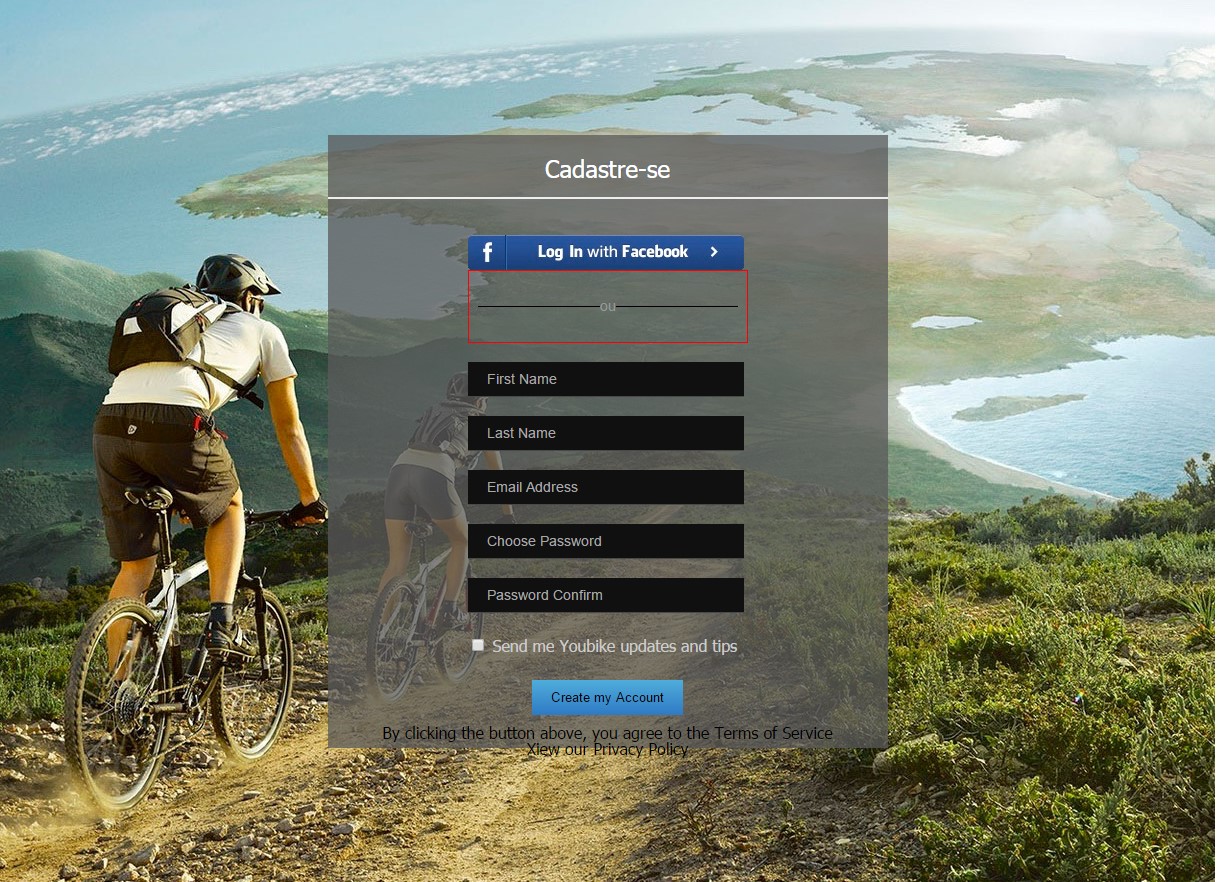 Cadastre-se
f Log In with Facebook >
ou
First Name
Last Name
Email Address
Choose Password
Password Confirm
Send me Youbike updates and tips
Create my Account
By clicking the button above, you agree to the Terms of Service
View our Privacy Policy